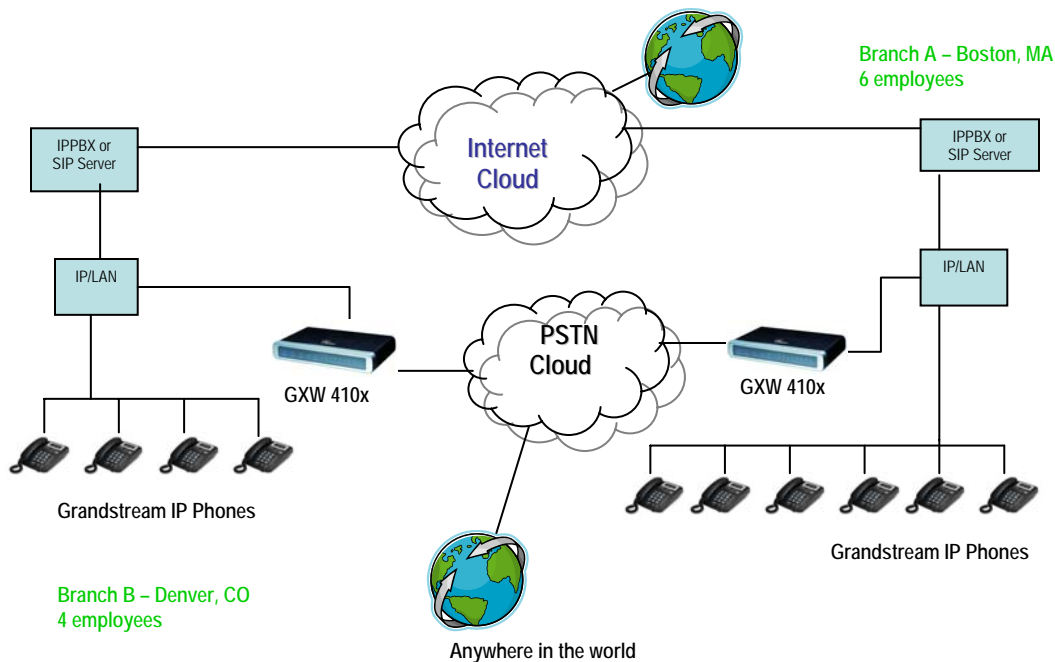 Branch A – Boston, MA
6 employees
IPPBX or
SIP Server
Internet
Cloud
IPPBX or
SIP Server
IP/LAN
IP/LAN
PSTN
Cloud
GXW 410x
GXW 410x
Grandstream IP Phones
Grandstream IP Phones
Branch B – Denver, CO
4 employees
Anywhere in the world